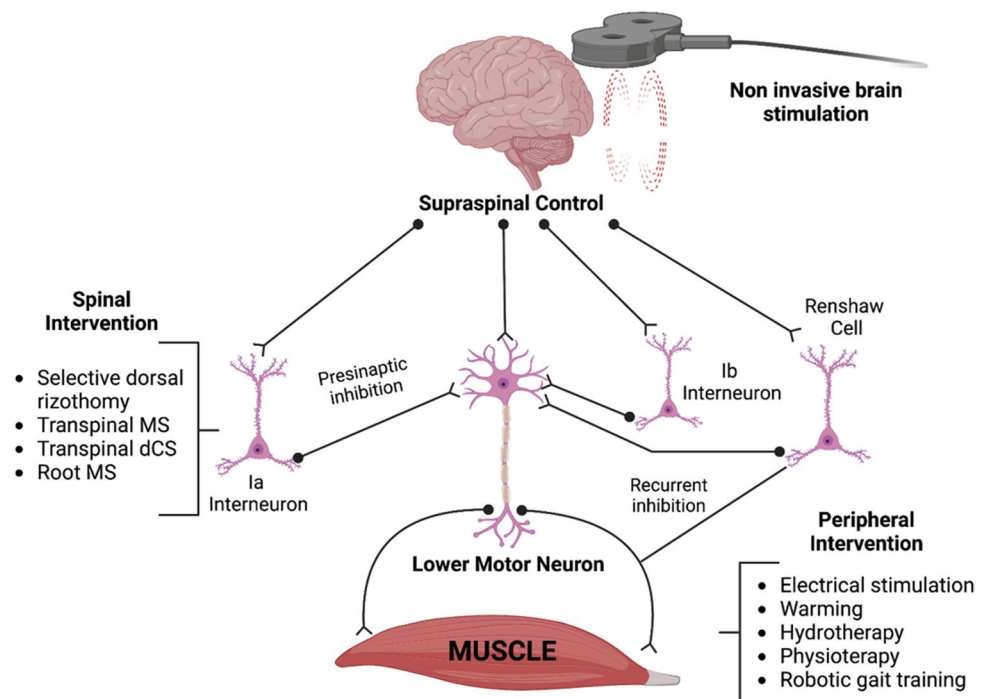 Non invasive brain
stimulation
Supraspinal Control
Spinal
Intervention
• Selective dorsal
rizothomy
• Transpinal MS
• Transpinal dCS
• Root MS
Presinaptic
inhibition
Ia
Interneuron
Ib
Interneuron
Renshaw
Cell
Recurrent
inhibition
Lower Motor Neuron
MUSCLE
Peripheral
Intervention
• Electrical stimulation
• Warming
• Hydrotherapy
• Physioterapy
• Robotic gait training